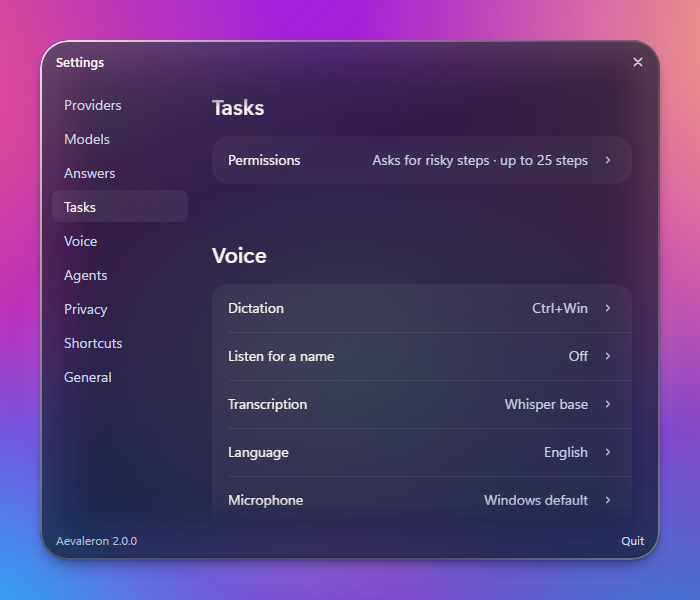 Settings
Providers
Models
Answers
Tasks
Voice
Agents
Privacy
Shortcuts
General
Tasks
Permissions Asks for risky steps · up to 25 steps
Voice
Dictation Ctrl+Win
Listen for a name Off
Transcription Whisper base
Language English
Microphone Windows default
Aevaleron 2.0.0
Quit